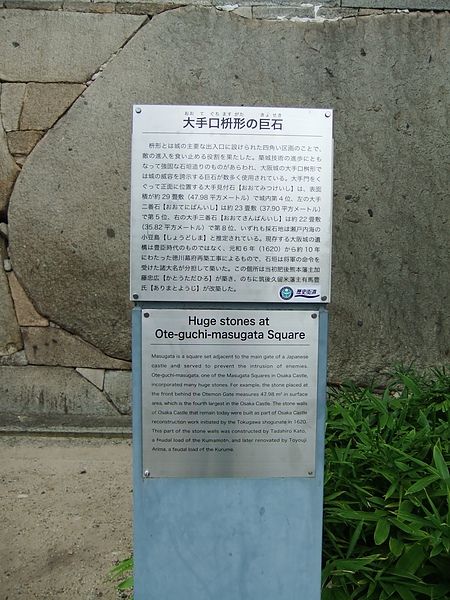 おお て ぐち ます がた きょ せき
大手口枡形の巨石
枡形とは城の主要な出入口に設けられた四角い区画のことで、
敵の進入を食い止める役割を果たした。築城技術の進歩にとも
なって強固な石垣造りのものがあらわれ、大阪城の大手口枡形で
は城の威容を誇示する巨石が数多く使用されている。大手門をく
ぐって正面に位置する大手見付石【おおてみつけいし】は、表面
積が約29畳敷（47.98平方メートル）で城内第4位、左の大手
二番石【おおてにばんいし】は約23畳敷（37.90平方メートル）
で第5位、右の大手三番石【おおてさんばんいし】は約22畳敷
（35.82平方メートル）で第8位、いずれも採石地は瀬戸内海の
小豆島【しょうどしま】と推定されている。現存する大阪城の遺
構は豊臣時代のものではなく、元和6年（1620）から約10年
にわたった徳川幕府再築工事によるもので、石垣は将軍の命令を
受けた諸大名が分担して築いた。この個所は当初肥後熊本藩主加
藤忠広【かとうただひろ】が築き、のちに筑後久留米藩主有馬豊
氏【ありまとようじ】が改築した。
歴史街道
Huge stones at
Ote-guchi-masugata Square
Masugata is a square set adjacent to the main gate of a Japanese
castle and served to prevent the intrusion of enemies.
Ote-guchi-masugata, one of the Masugata Squares in Osaka Castle,
incorporated many huge stones. For example, the stone placed at
the front behind the Otemon Gate measures 47.98 m² in surface
area, which is the fourth largest in the Osaka Castle. The stone walls
of Osaka Castle that remain today were built as part of Osaka Castle
reconstruction work initiated by the Tokugawa shogunate in 1620.
This part of the stone walls was constructed by Tadahiro Kato,
a feudal load of the Kumamoto, and later renovated by Toyouji
Arima, a feudal load of the Kurume.